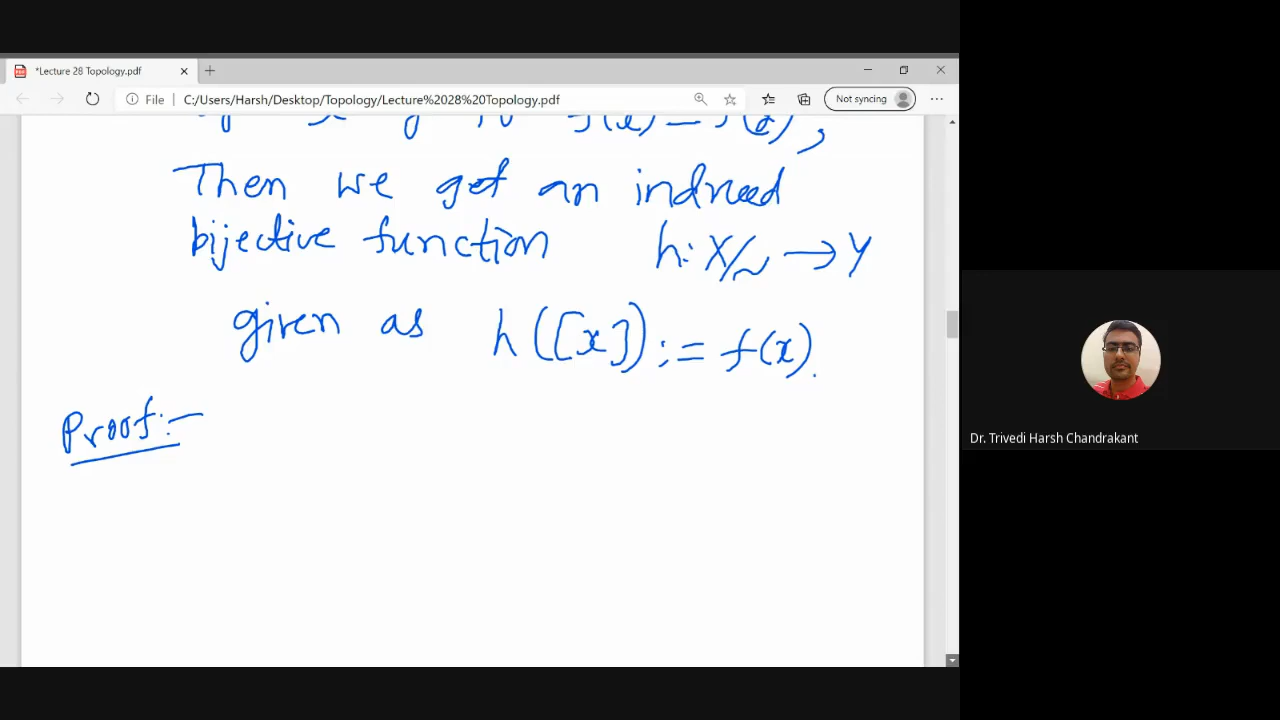 *Lecture 28 Topology.pdf
File | C:/Users/Harsh/Desktop/Topology/Lecture%2028%20Topology.pdf
Not syncing
Then we get an
bijective function h: X/~ → Y
given as h([x]) := f(x).
Proof:-
Dr. Trivedi Harsh Chandrakant